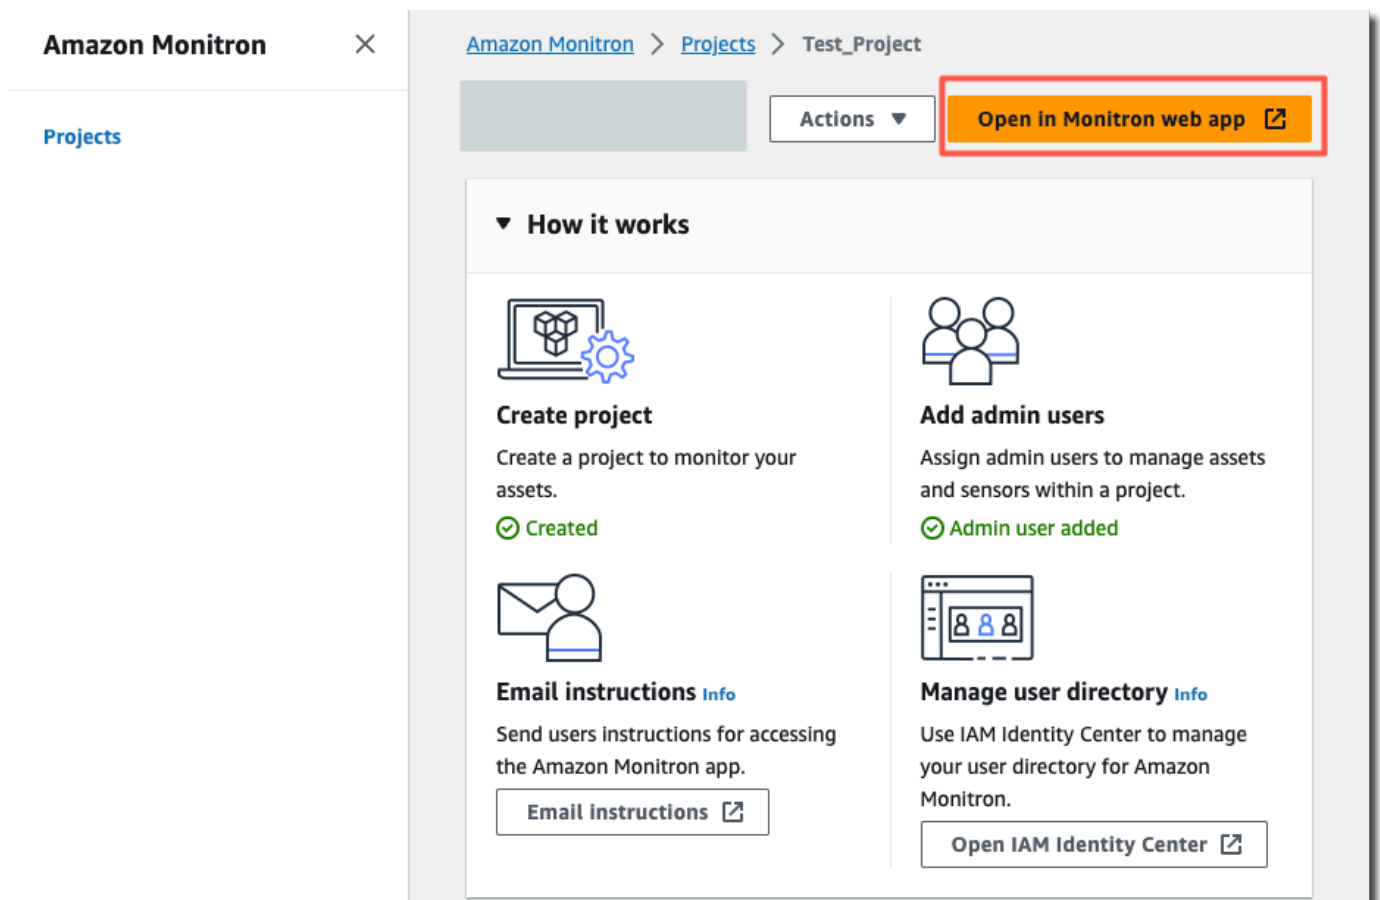 Amazon Monitron
Projects
Amazon Monitron > Projects > Test_Project
Actions
Open in Monitron web app
How it works
Create project
Create a project to monitor your
assets.
Created
Add admin users
Assign admin users to manage assets
and sensors within a project.
Admin user added
Email instructions Info
Send users instructions for accessing
the Amazon Monitron app.
Email instructions
Manage user directory Info
Use IAM Identity Center to manage
your user directory for Amazon
Monitron.
Open IAM Identity Center